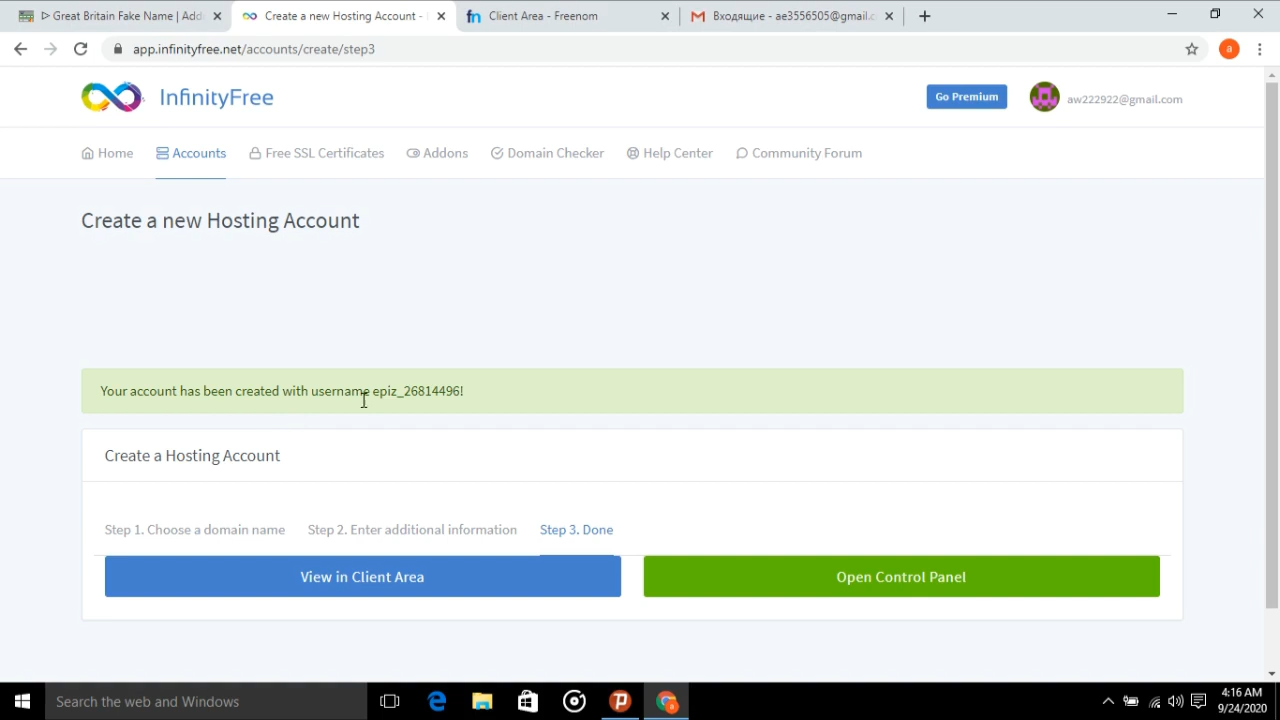 ▷ Great Britain Fake Name | Add
Create a new Hosting Account -
fn Client Area - Freenom
Входящие - ae3556505@gmail.c
app.infinityfree.net/accounts/create/step3
a
InfinityFree
Go Premium
aw222922@gmail.com
Home
Accounts
Free SSL Certificates
Addons
Domain Checker
Help Center
Community Forum
Create a new Hosting Account
Your account has been created with username epiz_26814496!
Create a Hosting Account
Step 1. Choose a domain name
Step 2. Enter additional information
Step 3. Done
View in Client Area
Open Control Panel
Search the web and Windows
4:16 AM
9/24/2020